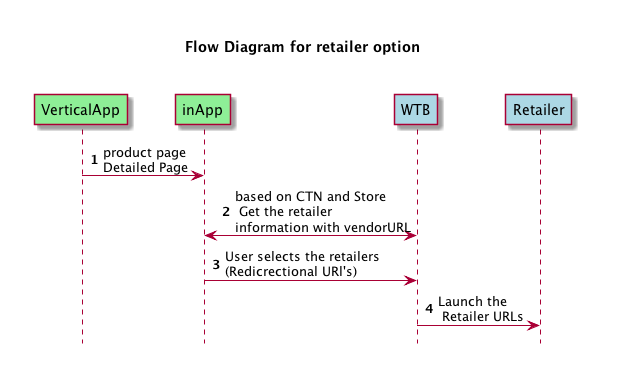 Flow Diagram for retailer option
VerticalApp
inApp
WTB
Retailer
1 product page
Detailed Page
based on CTN and Store
2 Get the retailer
information with vendorURL
3 User selects the retailers
(Redicrectional URl's)
4 Launch the
Retailer URLs